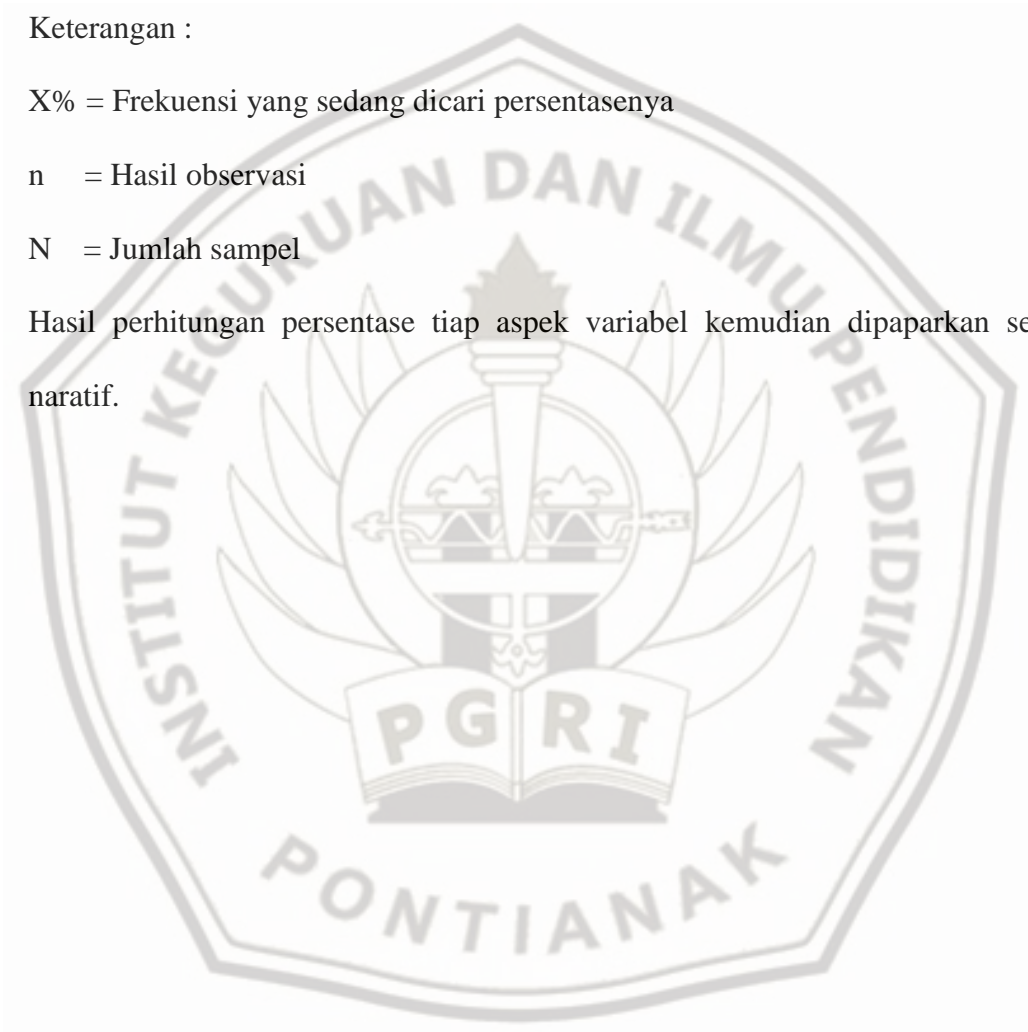 Keterangan :
X% = Frekuensi yang sedang dicari persentasenya
n = Hasil observasi
N = Jumlah sampel
Hasil perhitungan persentase tiap aspek variabel kemudian dipaparkan se
naratif.
INSTITUT KEGURUAN DAN ILMU PENDIDIKAN
PGRI
PONTIANAK